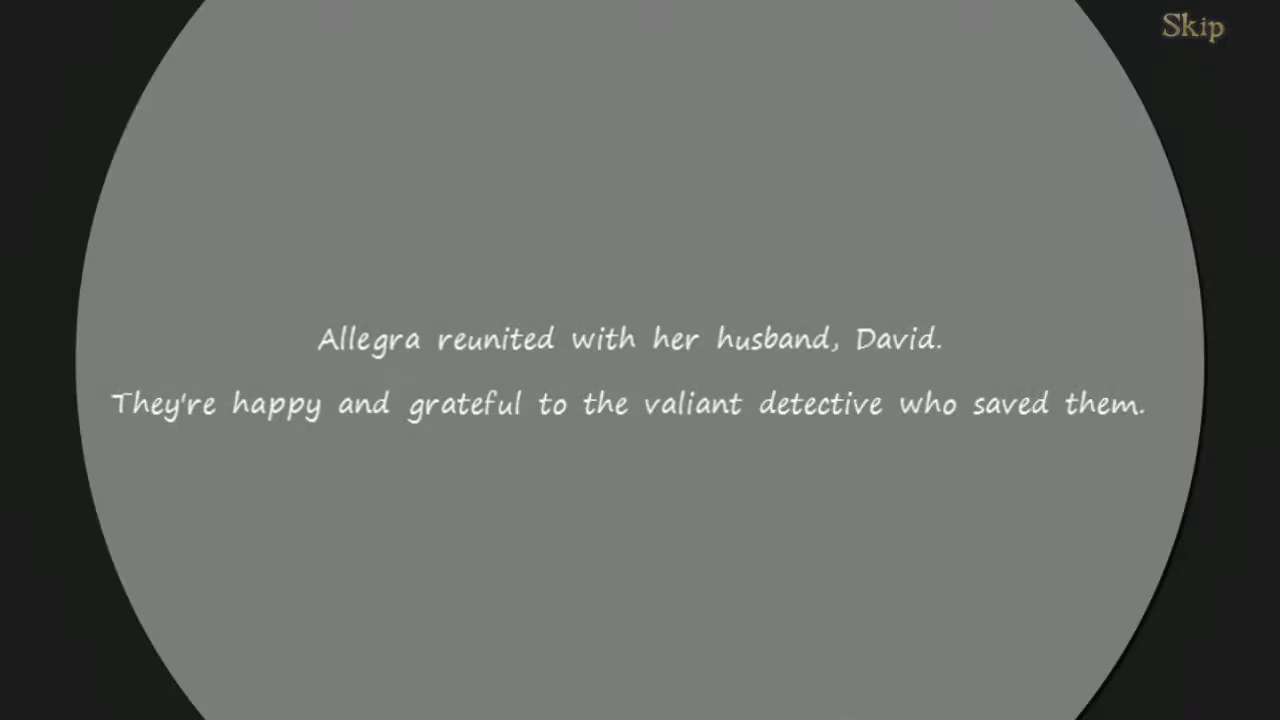 Skip
Allegra reunited with her husband, David.
They're happy and grateful to the valiant detective who saved them.